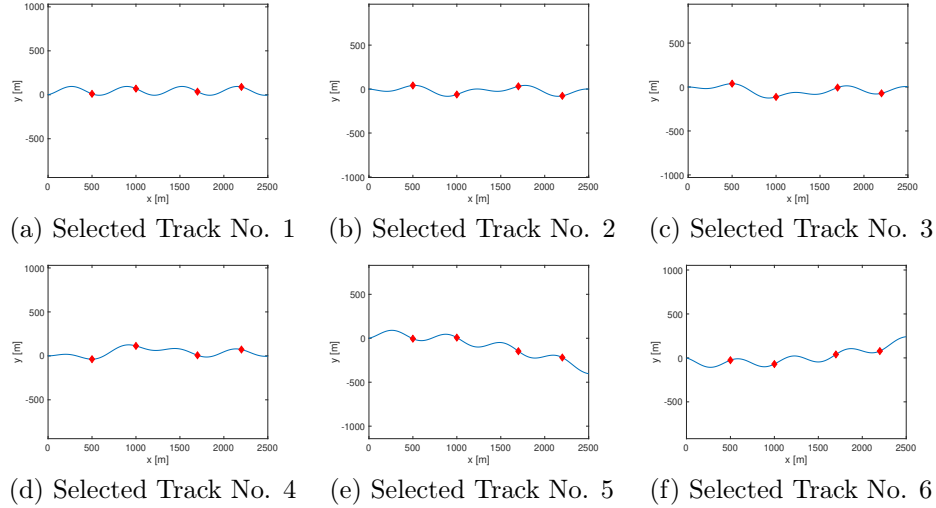 1000
500
0
-500
y [m]
0 500 1000 1500 2000 2500
x [m]
(a) Selected Track No. 1
500
0
-500
-1000
y [m]
0 500 1000 1500 2000 2500
x [m]
(b) Selected Track No. 2
500
0
-500
-1000
y [m]
0 500 1000 1500 2000 2500
x [m]
(c) Selected Track No. 3
1000
500
0
-500
y [m]
0 500 1000 1500 2000 2500
x [m]
(d) Selected Track No. 4
500
0
-500
-1000
y [m]
0 500 1000 1500 2000 2500
x [m]
(e) Selected Track No. 5
1000
500
0
-500
y [m]
0 500 1000 1500 2000 2500
x [m]
(f) Selected Track No. 6